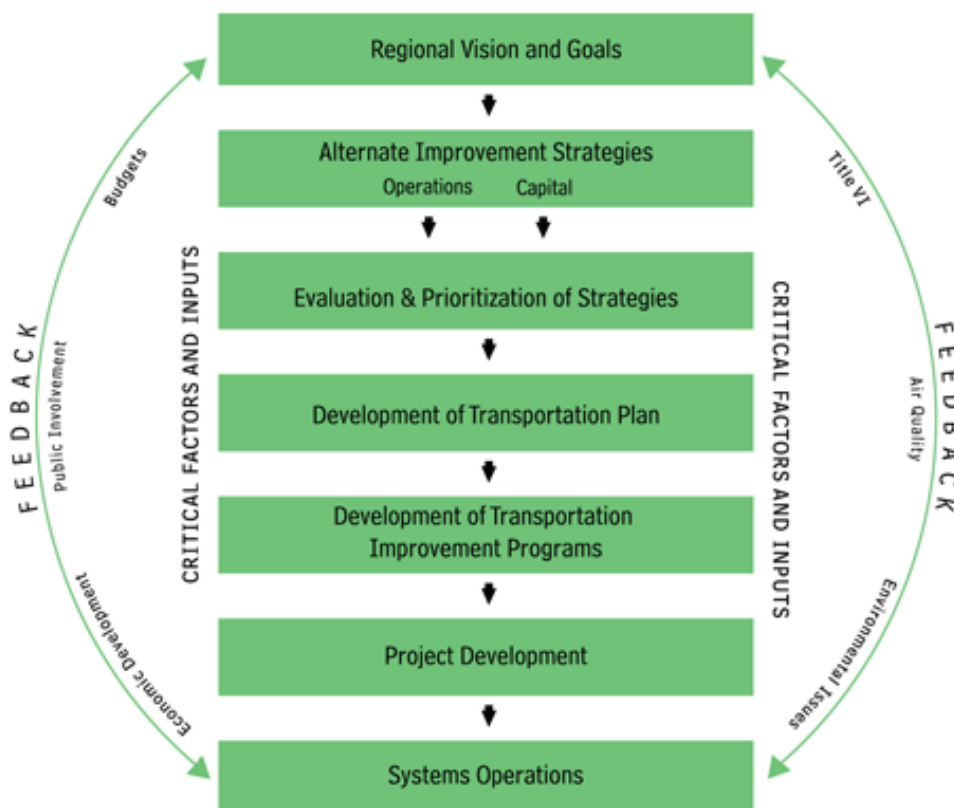 Regional Vision and Goals
Alternate Improvement Strategies
Operations Capital
Evaluation & Prioritization of Strategies
Development of Transportation Plan
Development of Transportation
Improvement Programs
Project Development
Systems Operations
FEEDBACK
Budgets
Public Involvement
Economic Development
CRITICAL FACTORS AND INPUTS
CRITICAL FACTORS AND INPUTS
Title VI
Air Quality
Environmental Issues
FEEDBACK